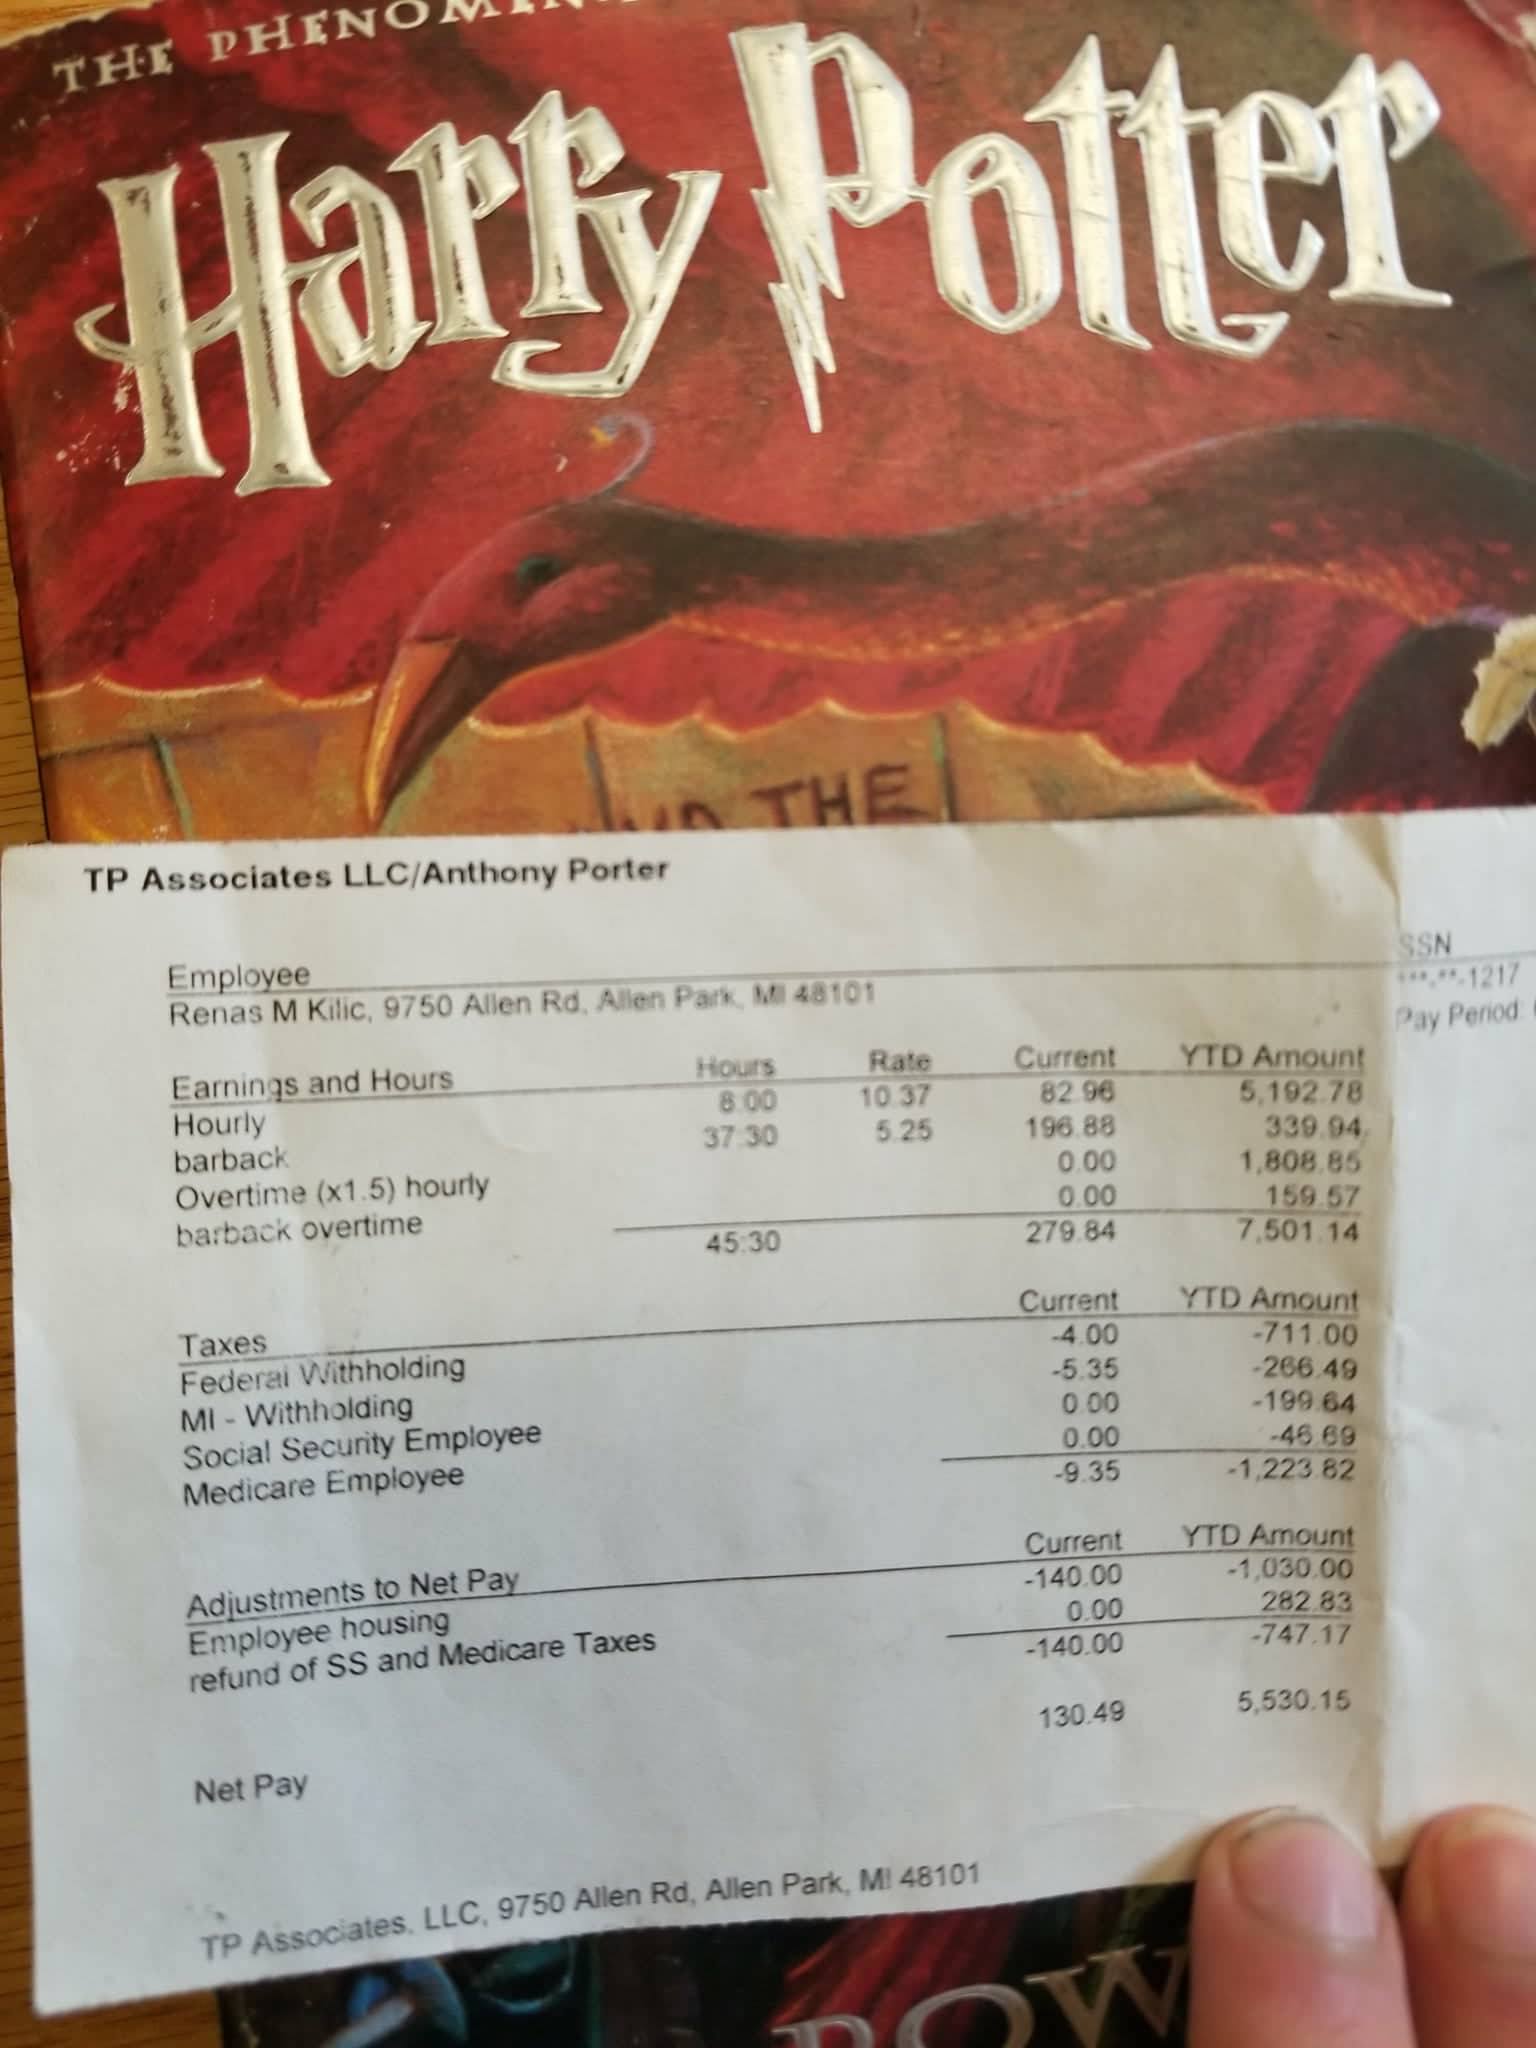 THE PHENOMEN
Harry Potter
AND THE
TP Associates LLC/Anthony Porter
SSN
Employee
***-**-1217
Renas M Kilic, 9750 Allen Rd, Allen Park, MI 48101
Pay Period:
Earnings and Hours Hours Rate Current YTD Amount
Hourly 8:00 10.37 82.96 5,192.78
barback 37:30 5.25 196.88 339.94
Overtime (x1.5) hourly 0.00 1,808.85
barback overtime 0.00 159.57
45:30 279.84 7,501.14
Taxes Current YTD Amount
Federal Withholding -4.00 -711.00
MI - Withholding -5.35 -266.49
Social Security Employee 0.00 -199.64
Medicare Employee 0.00 -46.69
-9.35 -1,223.82
Adjustments to Net Pay Current YTD Amount
Employee housing -140.00 -1,030.00
refund of SS and Medicare Taxes 0.00 282.83
-140.00 -747.17
Net Pay 130.49 5,530.15
TP Associates, LLC, 9750 Allen Rd, Allen Park, MI 48101
ROW